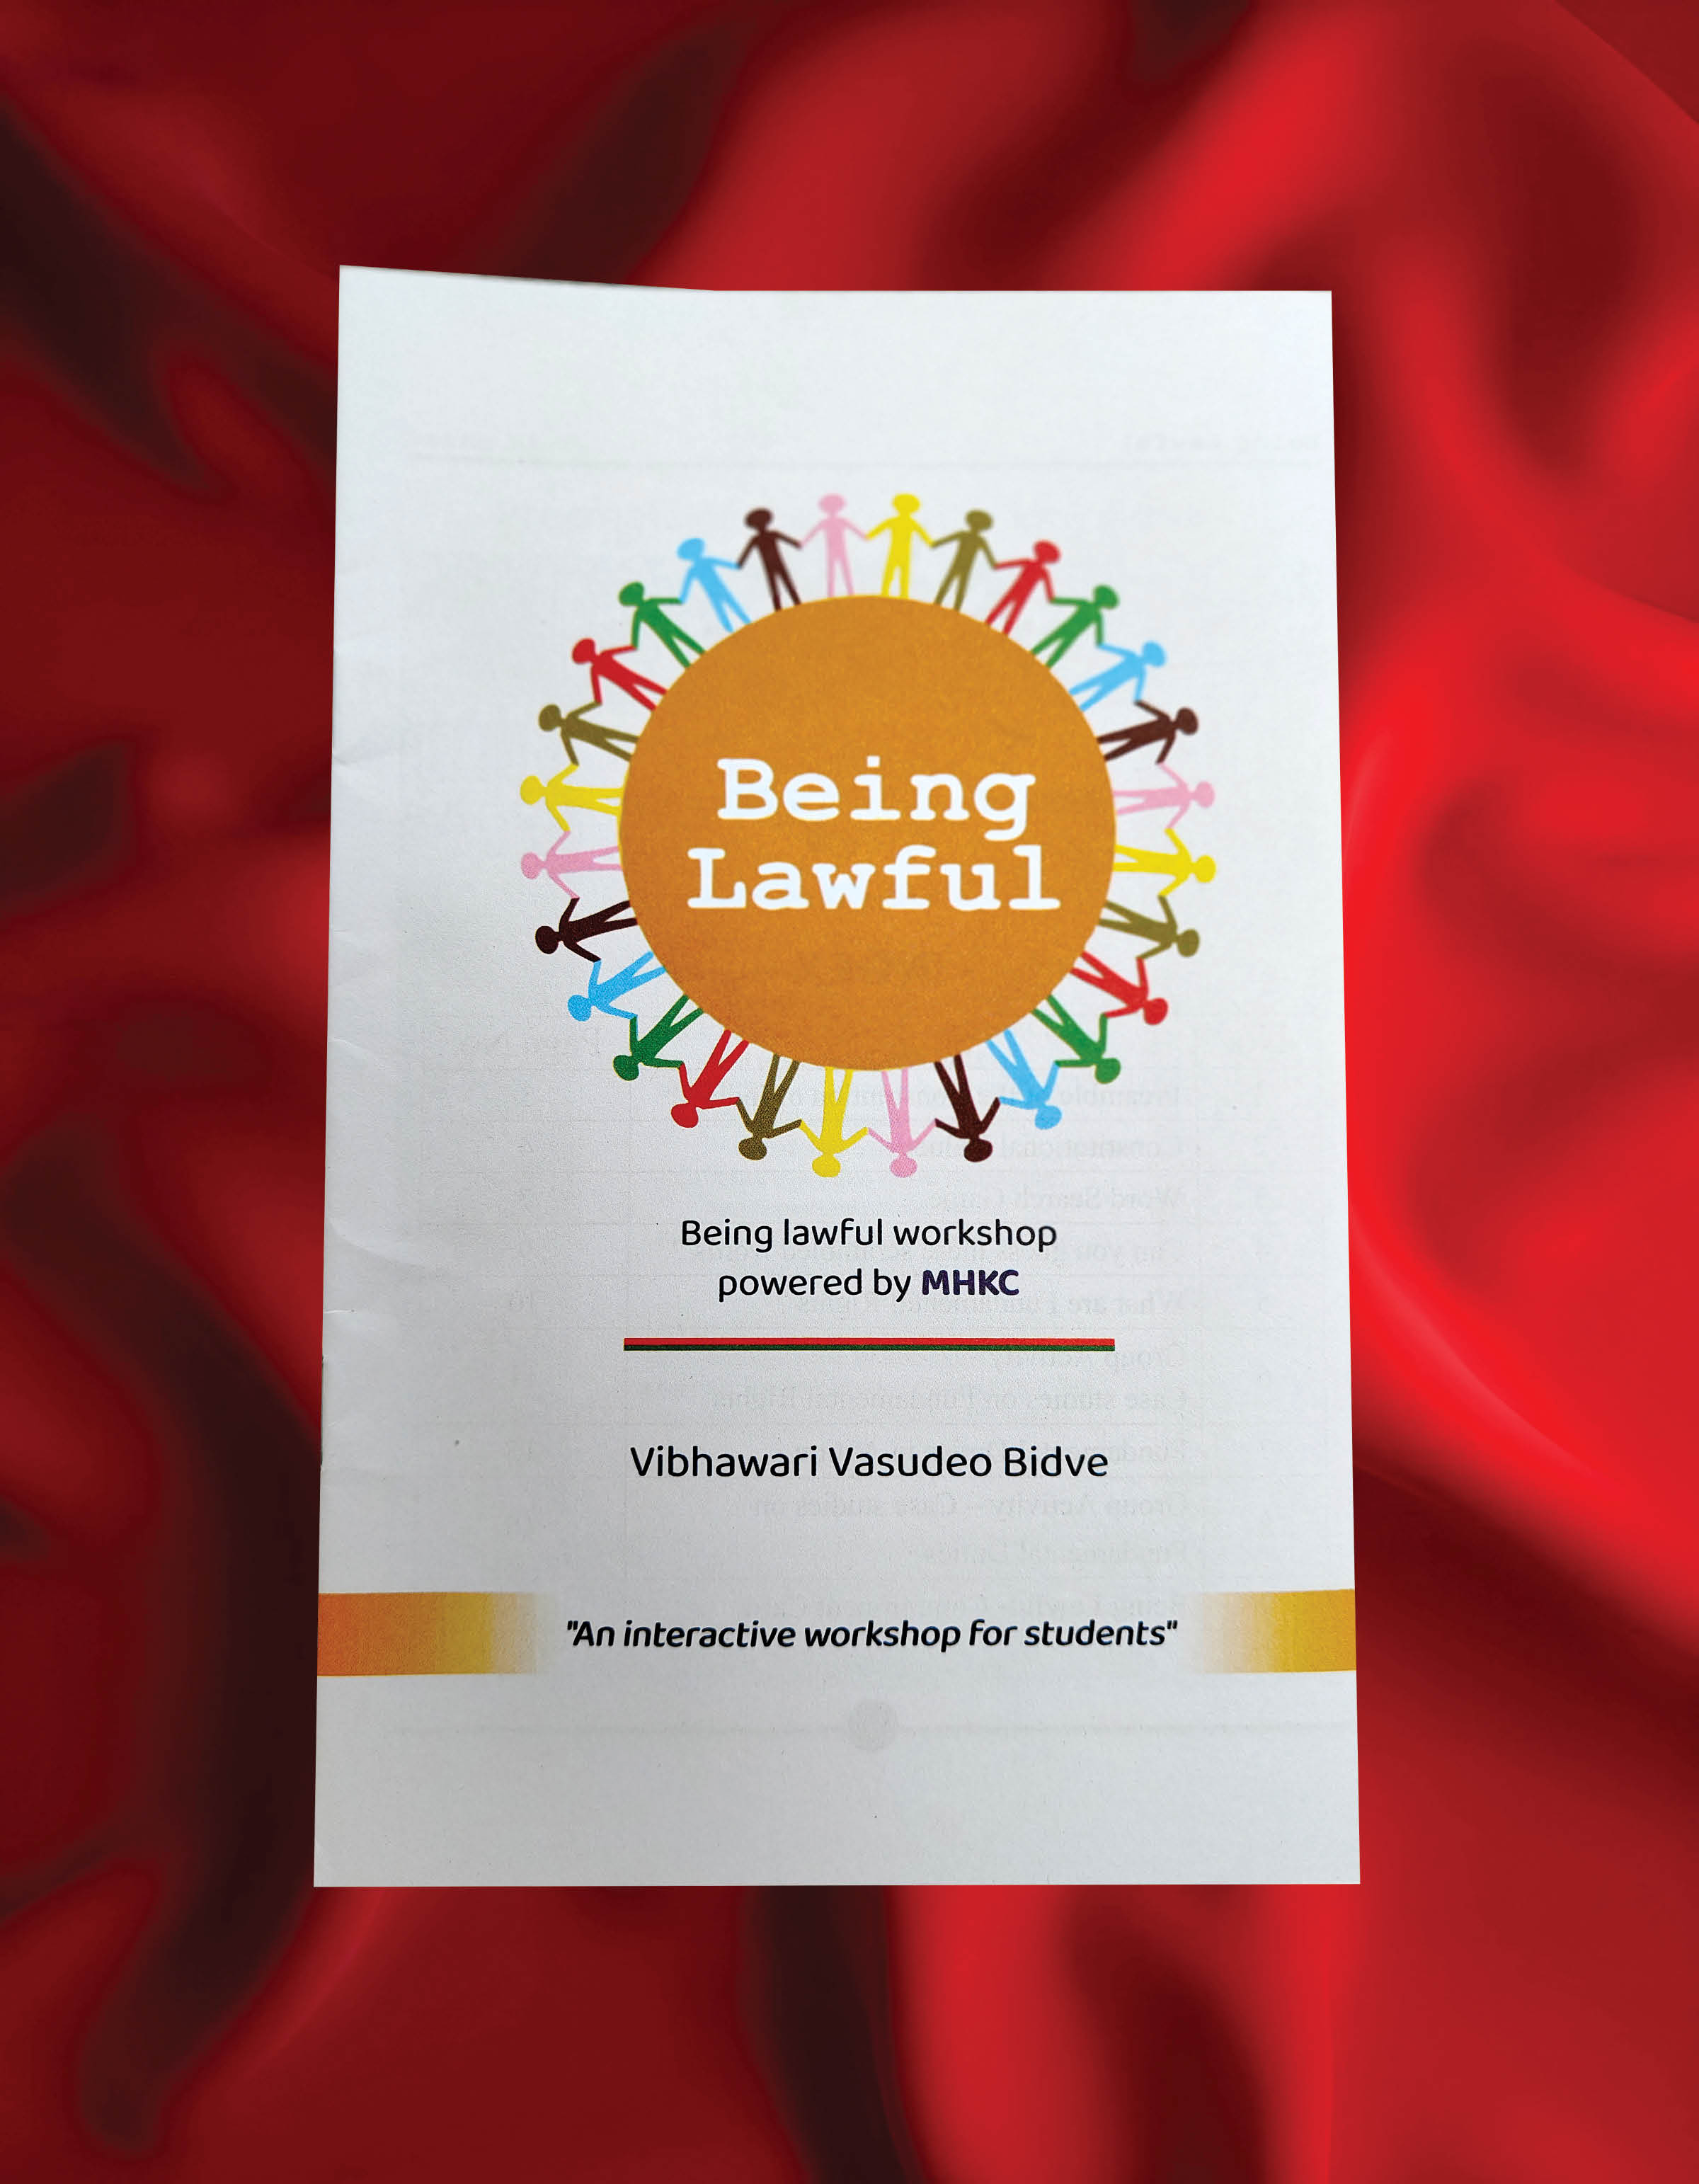 Being
Lawful
Being lawful workshop
powered by MHKC
Vibhawari Vasudeo Bidve
"An interactive workshop for students"